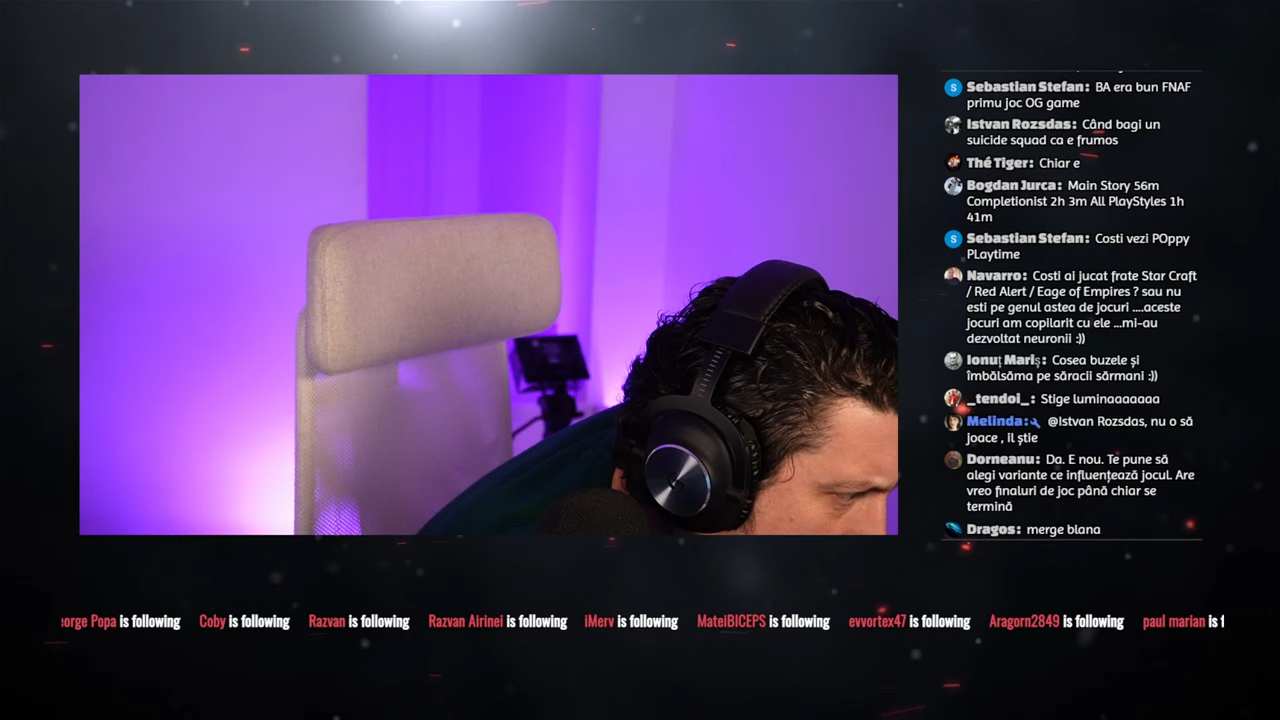 Sebastian Stefan: BA era bun FNAF
primu joc OG game
Istvan Rozsdas: Când bagi un
suicide squad ca e frumos
Thé Tiger: Chiar e
Bogdan Jurca: Main Story 56m
Completionist 2h 3m All PlayStyles 1h
41m
S Sebastian Stefan: Costi vezi POppy
PLaytime
Navarro: Costi ai jucat frate Star Craft
/ Red Alert / Eage of Empires ? sau nu
esti pe genul astea de jocuri ....aceste
jocuri am copilarit cu ele ...mi-au
dezvoltat neuronii :))
Ionuț Mariș: Cosea buzele și
îmbălsăma pe săracii sărmani :))
_tendoi_: Stige luminaaaaaaa
Melinda: @Istvan Rozsdas, nu o să
joace , il știe
Dorneanu: Da. E nou. Te pune să
alegi variante ce influențează jocul. Are
vreo finaluri de joc până chiar se
termină
Dragos: merge blana
eorge Popa is following Coby is following Razvan is following Razvan Airinei is following iMerv is following MateiBICEPS is following evvortex47 is following Aragorn2849 is following paul marian is f